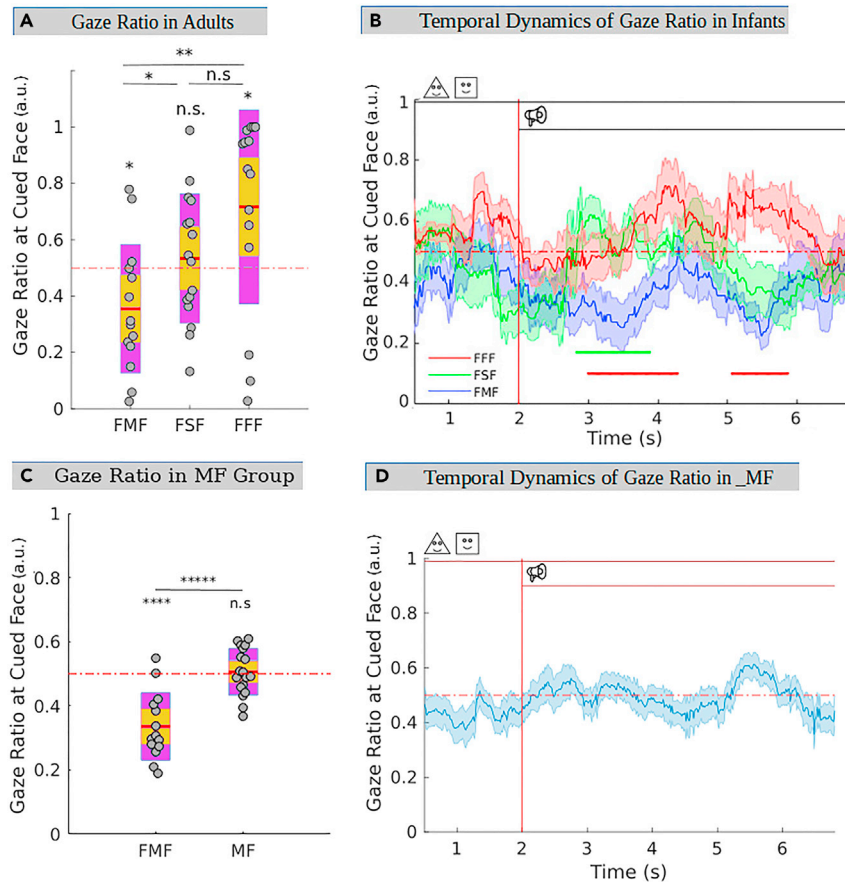 A Gaze Ratio in Adults
**
* n.s
n.s. *
*
Gaze Ratio at Cued Face (a.u.)
1
0.8
0.6
0.4
0.2
0
FMF FSF FFF
B Temporal Dynamics of Gaze Ratio in Infants
Gaze Ratio at Cued Face (a.u.)
1
0.8
0.6
0.4
0.2
0
FFF
FSF
FMF
1 2 3 4 5 6
Time (s)
C Gaze Ratio in MF Group
*****
**** n.s
Gaze Ratio at Cued Face (a.u.)
1
0.8
0.6
0.4
0.2
0
FMF MF
D Temporal Dynamics of Gaze Ratio in _MF
Gaze Ratio at Cued Face (a.u.)
1
0.8
0.6
0.4
0.2
0
1 2 3 4 5 6
Time (s)